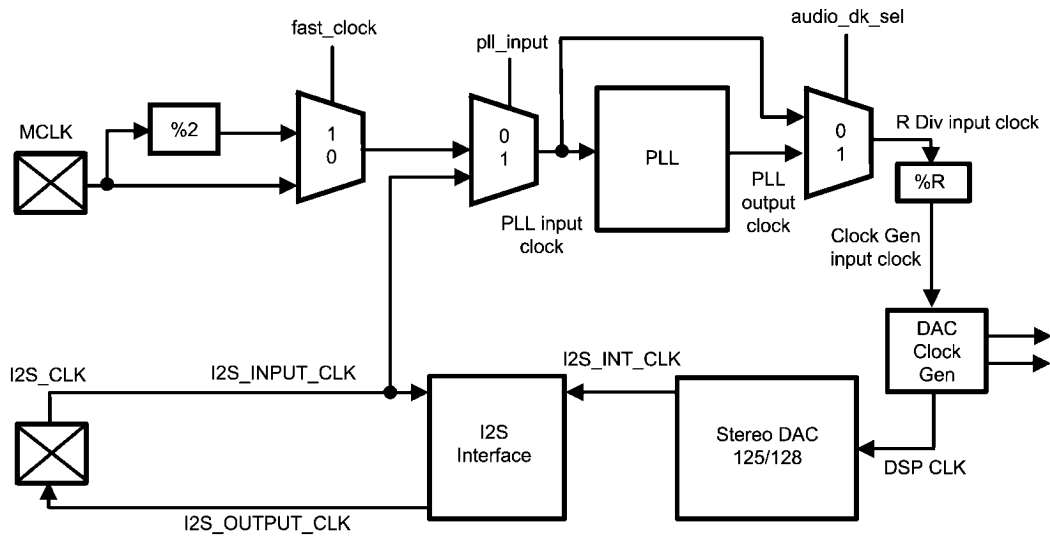 audio_dk_sel
fast_clock
pll_input
MCLK
%2
1
0
0
1
PLL
0
1
R Div input clock
%R
PLL input
clock
PLL
output
clock
Clock Gen
input clock
DAC
Clock
Gen
I2S_CLK
I2S_INPUT_CLK
I2S_INT_CLK
I2S
Interface
Stereo DAC
125/128
DSP CLK
I2S_OUTPUT_CLK